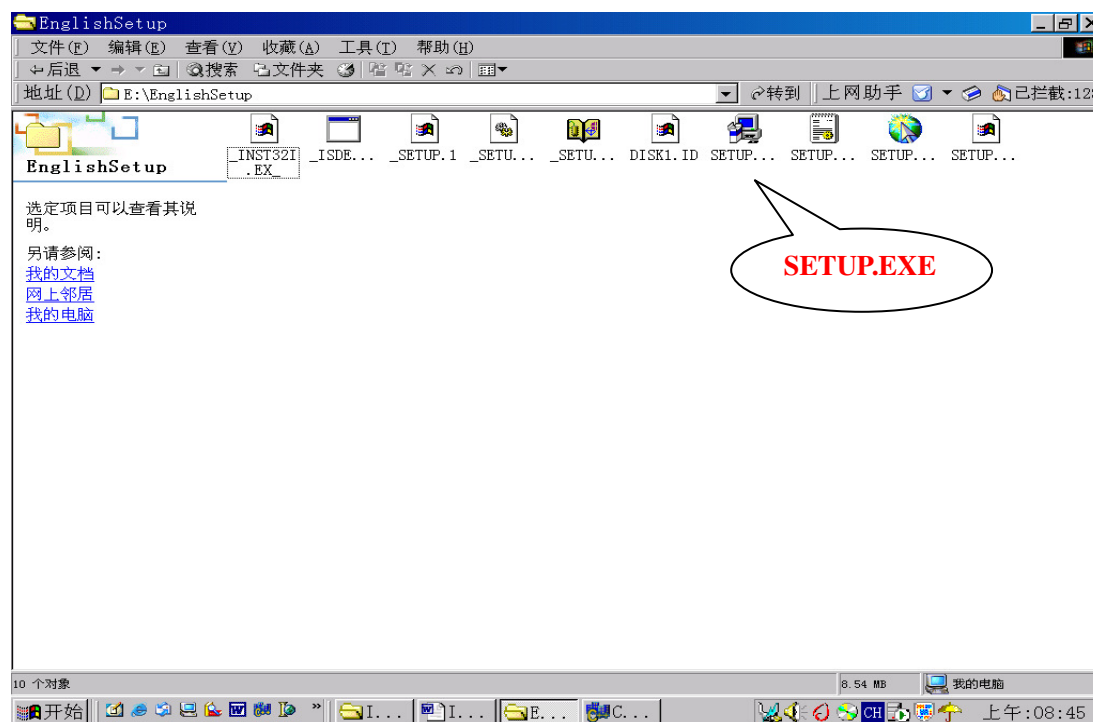 EnglishSetup
文件(F) 编辑(E) 查看(V) 收藏(A) 工具(T) 帮助(H)
后退 搜索 文件夹
地址(D) E:\EnglishSetup 转到 上网助手 已拦截:128
_INST32I.EX_ _ISDE... _SETUP.1 _SETU... _SETU... DISK1.ID SETUP... SETUP... SETUP... SETUP...
EnglishSetup
选定项目可以查看其说
明。
另请参阅:
我的文档
网上邻居
我的电脑
SETUP.EXE
10 个对象 8.54 MB 我的电脑
开始 » I... I... E... C... CH 上午:08:45